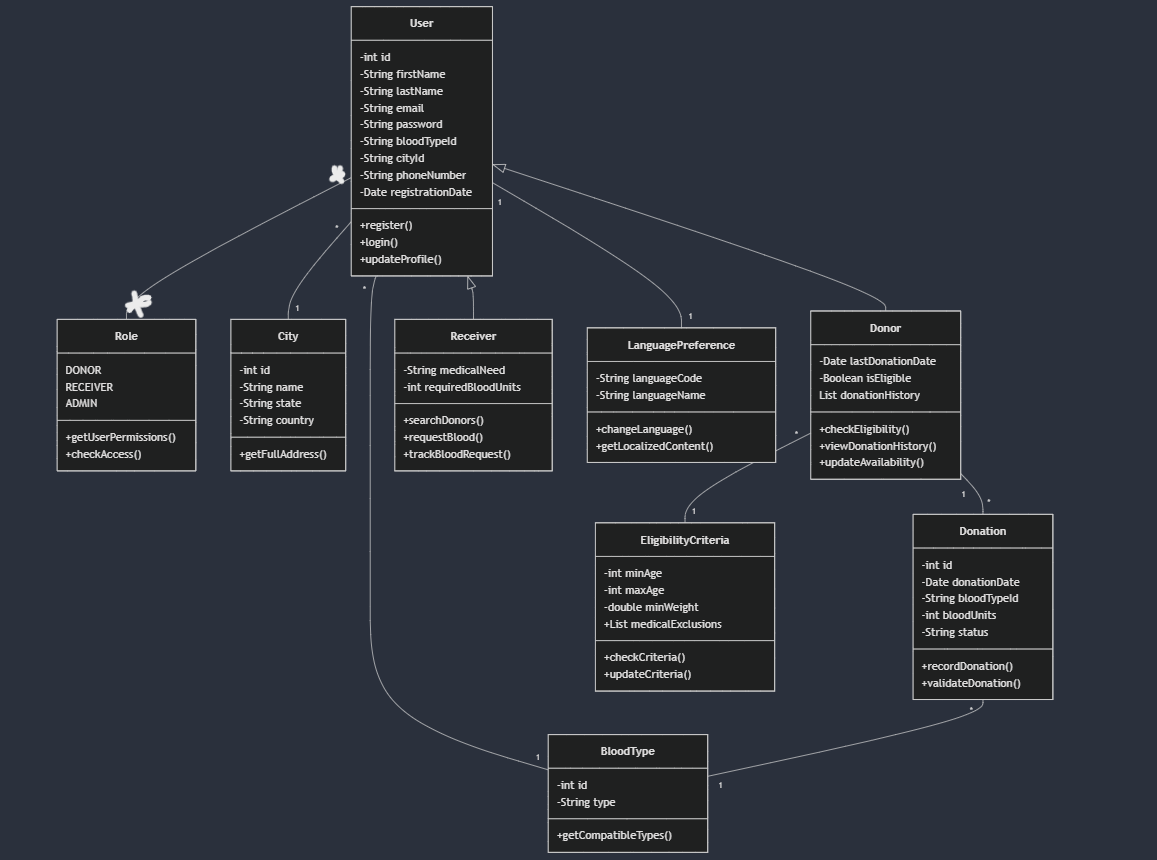 User
-int id
-String firstName
-String lastName
-String email
-String password
-String bloodTypeId
-String cityId
-String phoneNumber
-Date registrationDate
+register()
+login()
+updateProfile()
*
*
*
1
*
1
1
Role
DONOR
RECEIVER
ADMIN
+getUserPermissions()
+checkAccess()
City
-int id
-String name
-String state
-String country
+getFullAddress()
Receiver
-String medicalNeed
-int requiredBloodUnits
+searchDonors()
+requestBlood()
+trackBloodRequest()
LanguagePreference
-String languageCode
-String languageName
+changeLanguage()
+getLocalizedContent()
Donor
-Date lastDonationDate
-Boolean isEligible
List donationHistory
+checkEligibility()
+viewDonationHistory()
+updateAvailability()
*
1
1
*
EligibilityCriteria
-int minAge
-int maxAge
-double minWeight
+List medicalExclusions
+checkCriteria()
+updateCriteria()
Donation
-int id
-Date donationDate
-String bloodTypeId
-int bloodUnits
-String status
+recordDonation()
+validateDonation()
*
1
1
BloodType
-int id
-String type
+getCompatibleTypes()